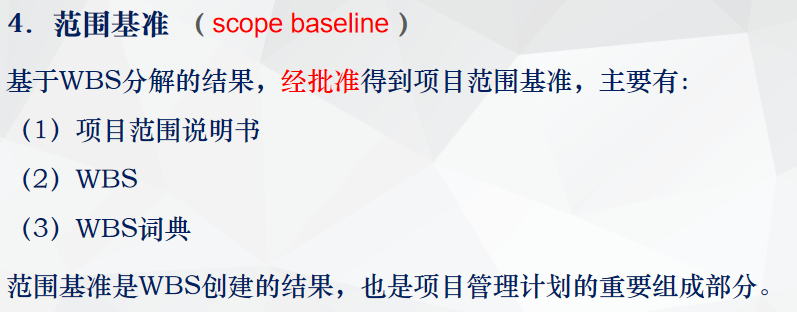 4．范围基准 （scope baseline）
基于WBS分解的结果，经批准得到项目范围基准，主要有：
（1）项目范围说明书
（2）WBS
（3）WBS词典
范围基准是WBS创建的结果，也是项目管理计划的重要组成部分。